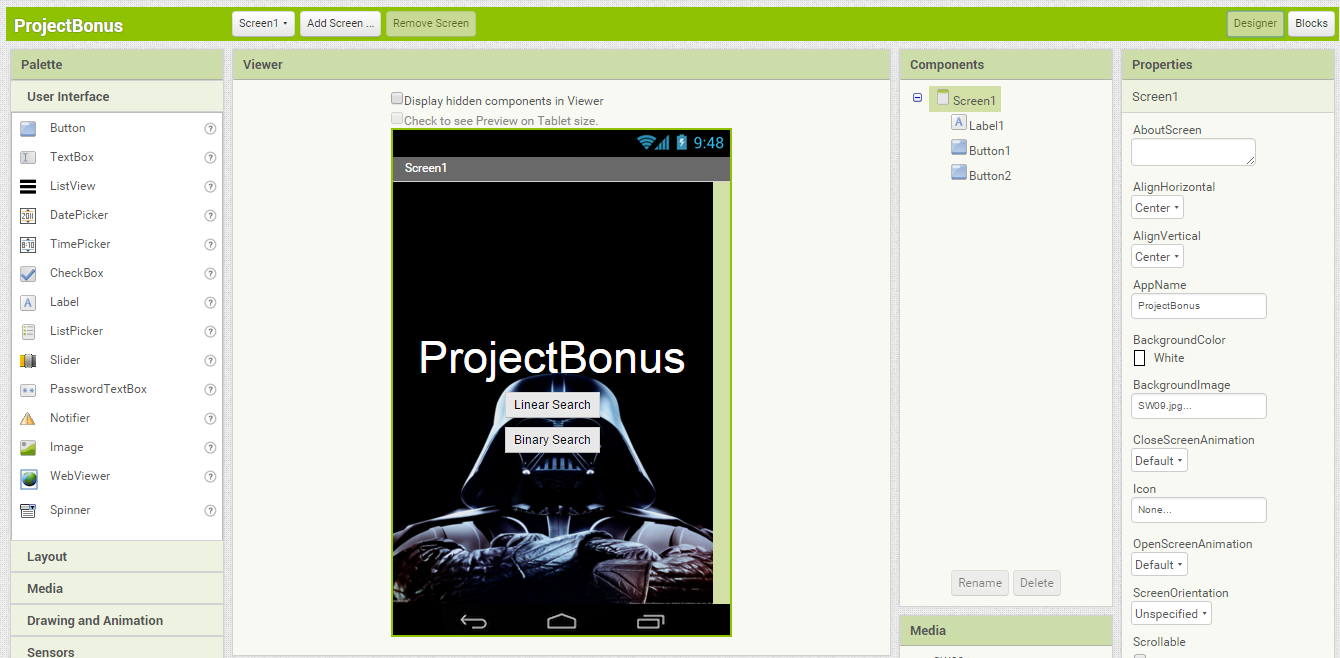 ProjectBonus
Screen1
Add Screen ...
Remove Screen
Designer
Blocks
Palette
User Interface
Button
TextBox
ListView
DatePicker
TimePicker
CheckBox
Label
ListPicker
Slider
PasswordTextBox
Notifier
Image
WebViewer
Spinner
Layout
Media
Drawing and Animation
Sensors
Viewer
Display hidden components in Viewer
Check to see Preview on Tablet size.
9:48
Screen1
ProjectBonus
Linear Search
Binary Search
Components
Screen1
Label1
Button1
Button2
Rename
Delete
Media
Properties
Screen1
AboutScreen
AlignHorizontal
Center
AlignVertical
Center
AppName
ProjectBonus
BackgroundColor
White
BackgroundImage
SW09.jpg...
CloseScreenAnimation
Default
Icon
None...
OpenScreenAnimation
Default
ScreenOrientation
Unspecified
Scrollable